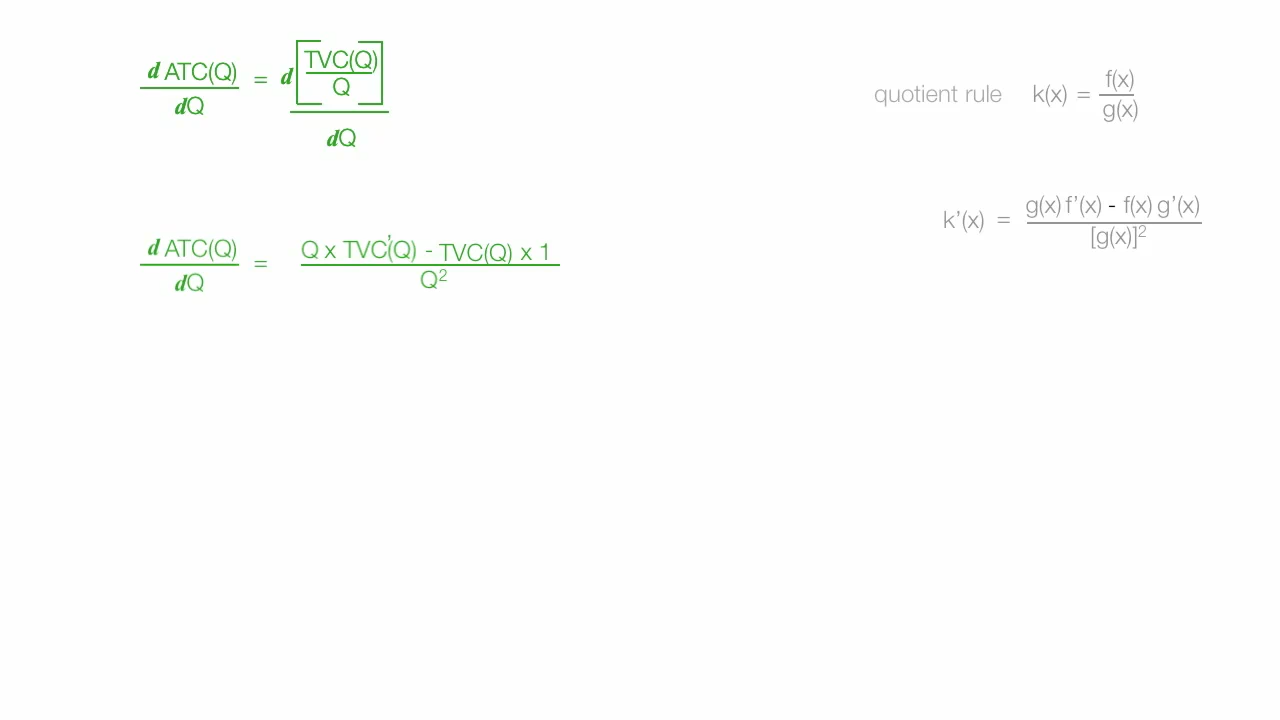 d ATC(Q) / dQ = d [TVC(Q) / Q] / dQ
quotient rule k(x) = f(x) / g(x)
k’(x) = g(x) f’(x) - f(x) g’(x) / [g(x)]²
d ATC(Q) / dQ = Q x TVC’(Q) - TVC(Q) x 1 / Q²